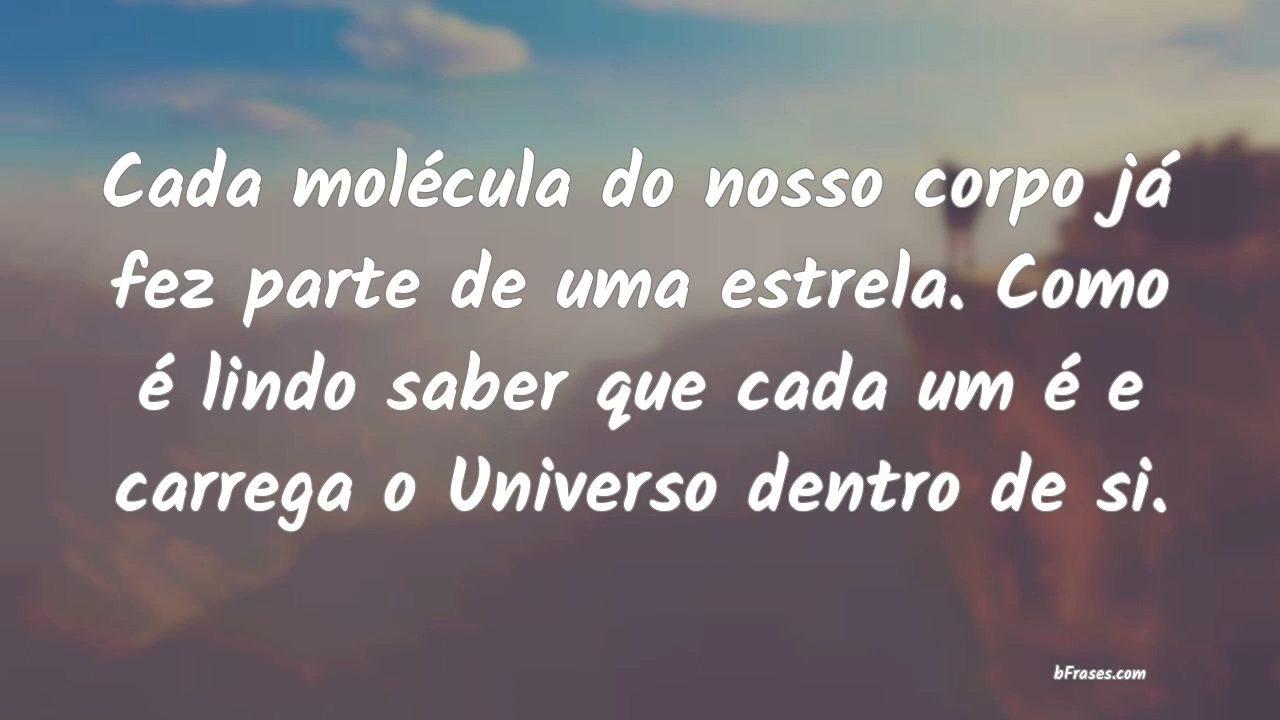 Cada molécula do nosso corpo já
fez parte de uma estrela. Como
é lindo saber que cada um é e
carrega o Universo dentro de si.
bFrases.com